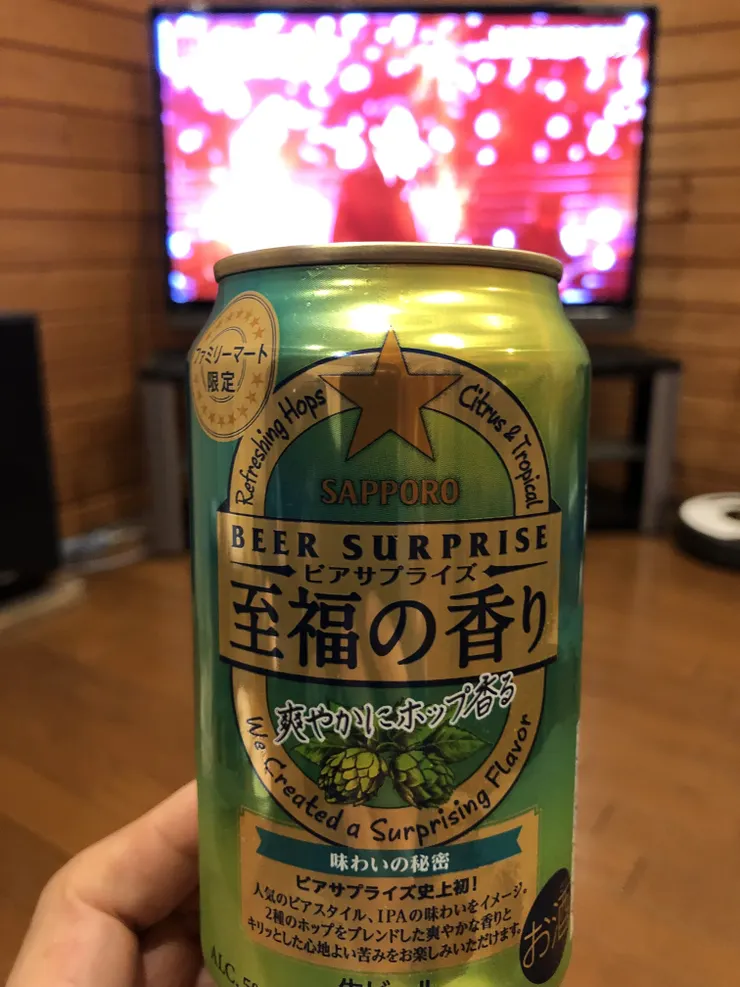 ファミリーマート
限定
Refreshing Hops
Citrus & Tropical
SAPPORO
BEER SURPRISE
ビアサプライズ
至福の香り
爽やかにホップ香る
We Created a Surprising Flavor
味わいの秘密
ビアサプライズ史上初!
人気のビアスタイル、IPAの味わいをイメージ。
2種のホップをブレンドした爽やかな香りと
キリッとした心地よい苦みをお楽しみいただけます。
お酒
ALC.